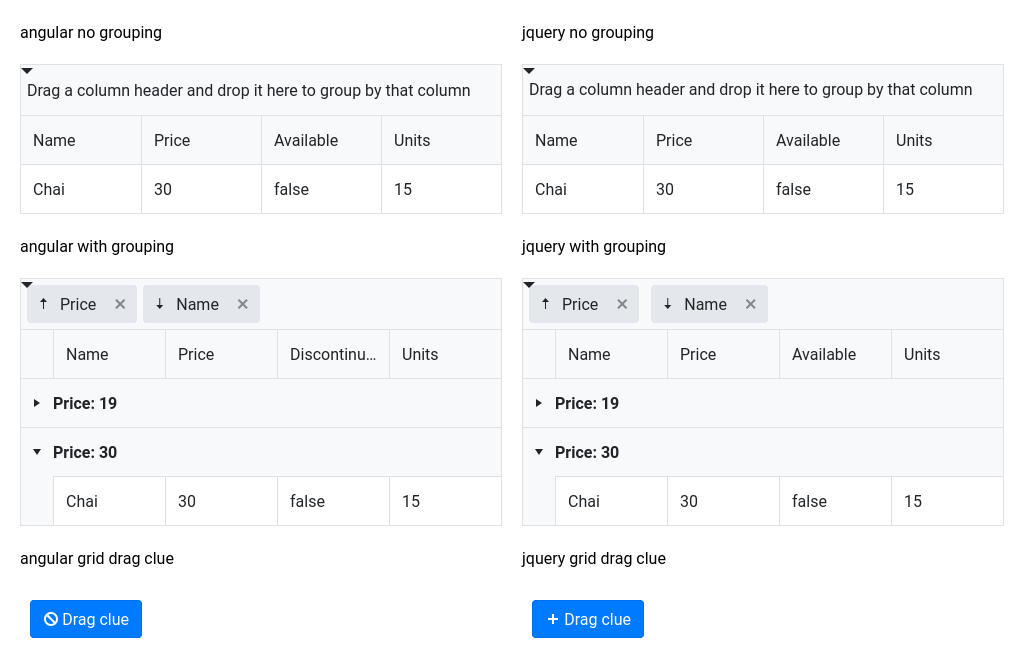 angular no grouping
jquery no grouping
Drag a column header and drop it here to group by that column
Drag a column header and drop it here to group by that column
Name Price Available Units
Name Price Available Units
Chai 30 false 15
Chai 30 false 15
angular with grouping
jquery with grouping
Price Name
Price Name
Name Price Discontinu... Units
Name Price Available Units
Price: 19
Price: 19
Price: 30
Price: 30
Chai 30 false 15
Chai 30 false 15
angular grid drag clue
jquery grid drag clue
Drag clue
Drag clue